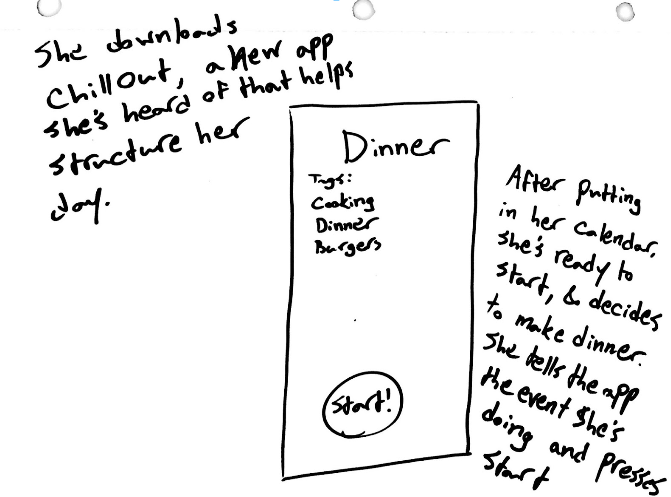 She downloads
ChillOut, a new app
she's heard of that helps
structure her
day.
Dinner
Tags:
Cooking
Dinner
Burgers
Start!
After putting
in her calendar,
she's ready to
start, & decides
to make dinner.
She tells the app
the event she's
doing and presses
start